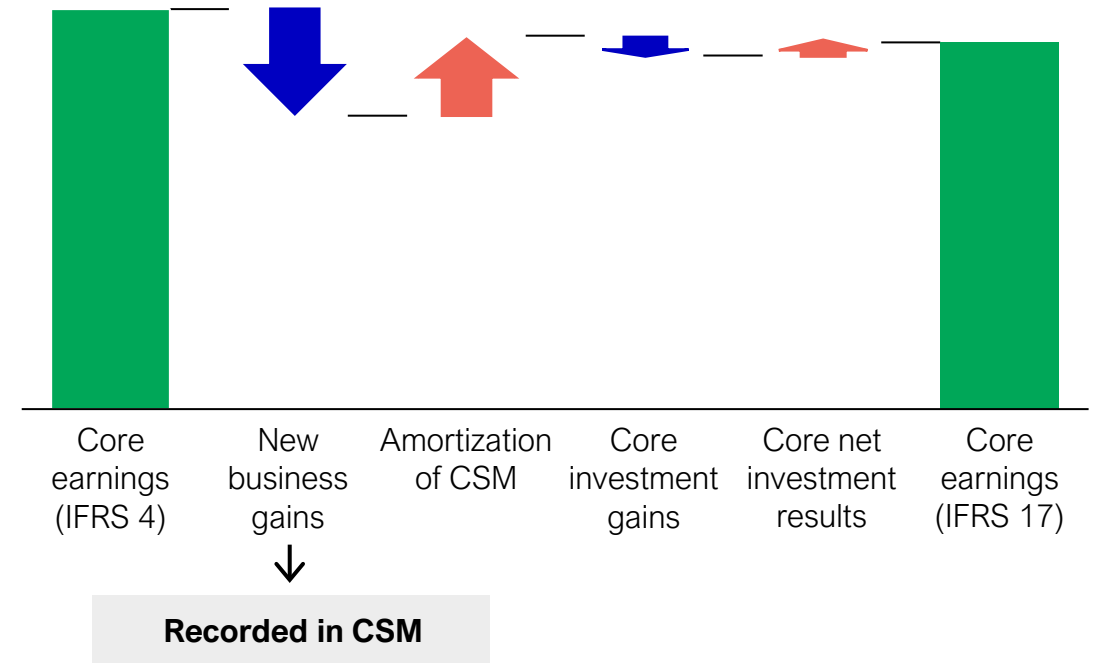 Core
earnings
(IFRS 4)
New
business
gains
Amortization
of CSM
Core
investment
gains
Core net
investment
results
Core
earnings
(IFRS 17)
Recorded in CSM